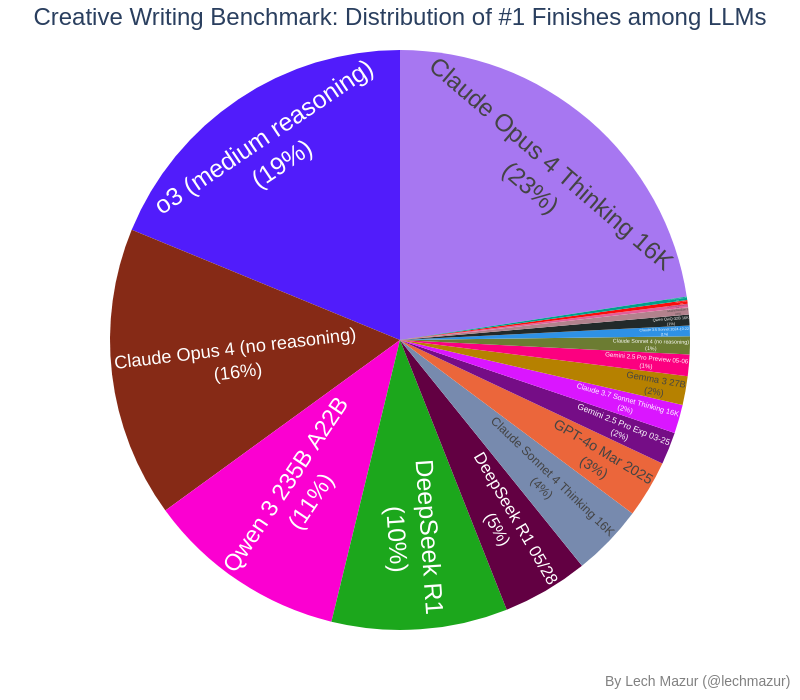 Creative Writing Benchmark: Distribution of #1 Finishes among LLMs
Claude Opus 4 Thinking 16K
(23%)
o3 (medium reasoning)
(19%)
Claude Opus 4 (no reasoning)
(16%)
Qwen 3 235B A22B
(11%)
DeepSeek R1
(10%)
DeepSeek R1 05/28
(5%)
Claude Sonnet 4 Thinking 16K
(4%)
GPT-4o Mar 2025
(3%)
Gemini 2.5 Pro Exp 03-25
(2%)
Claude 3.7 Sonnet Thinking 16K
(2%)
Gemma 3 27B
(2%)
Gemini 2.5 Pro Preview 05-06
(1%)
Claude Sonnet 4 (no reasoning)
(1%)
By Lech Mazur (@lechmazur)